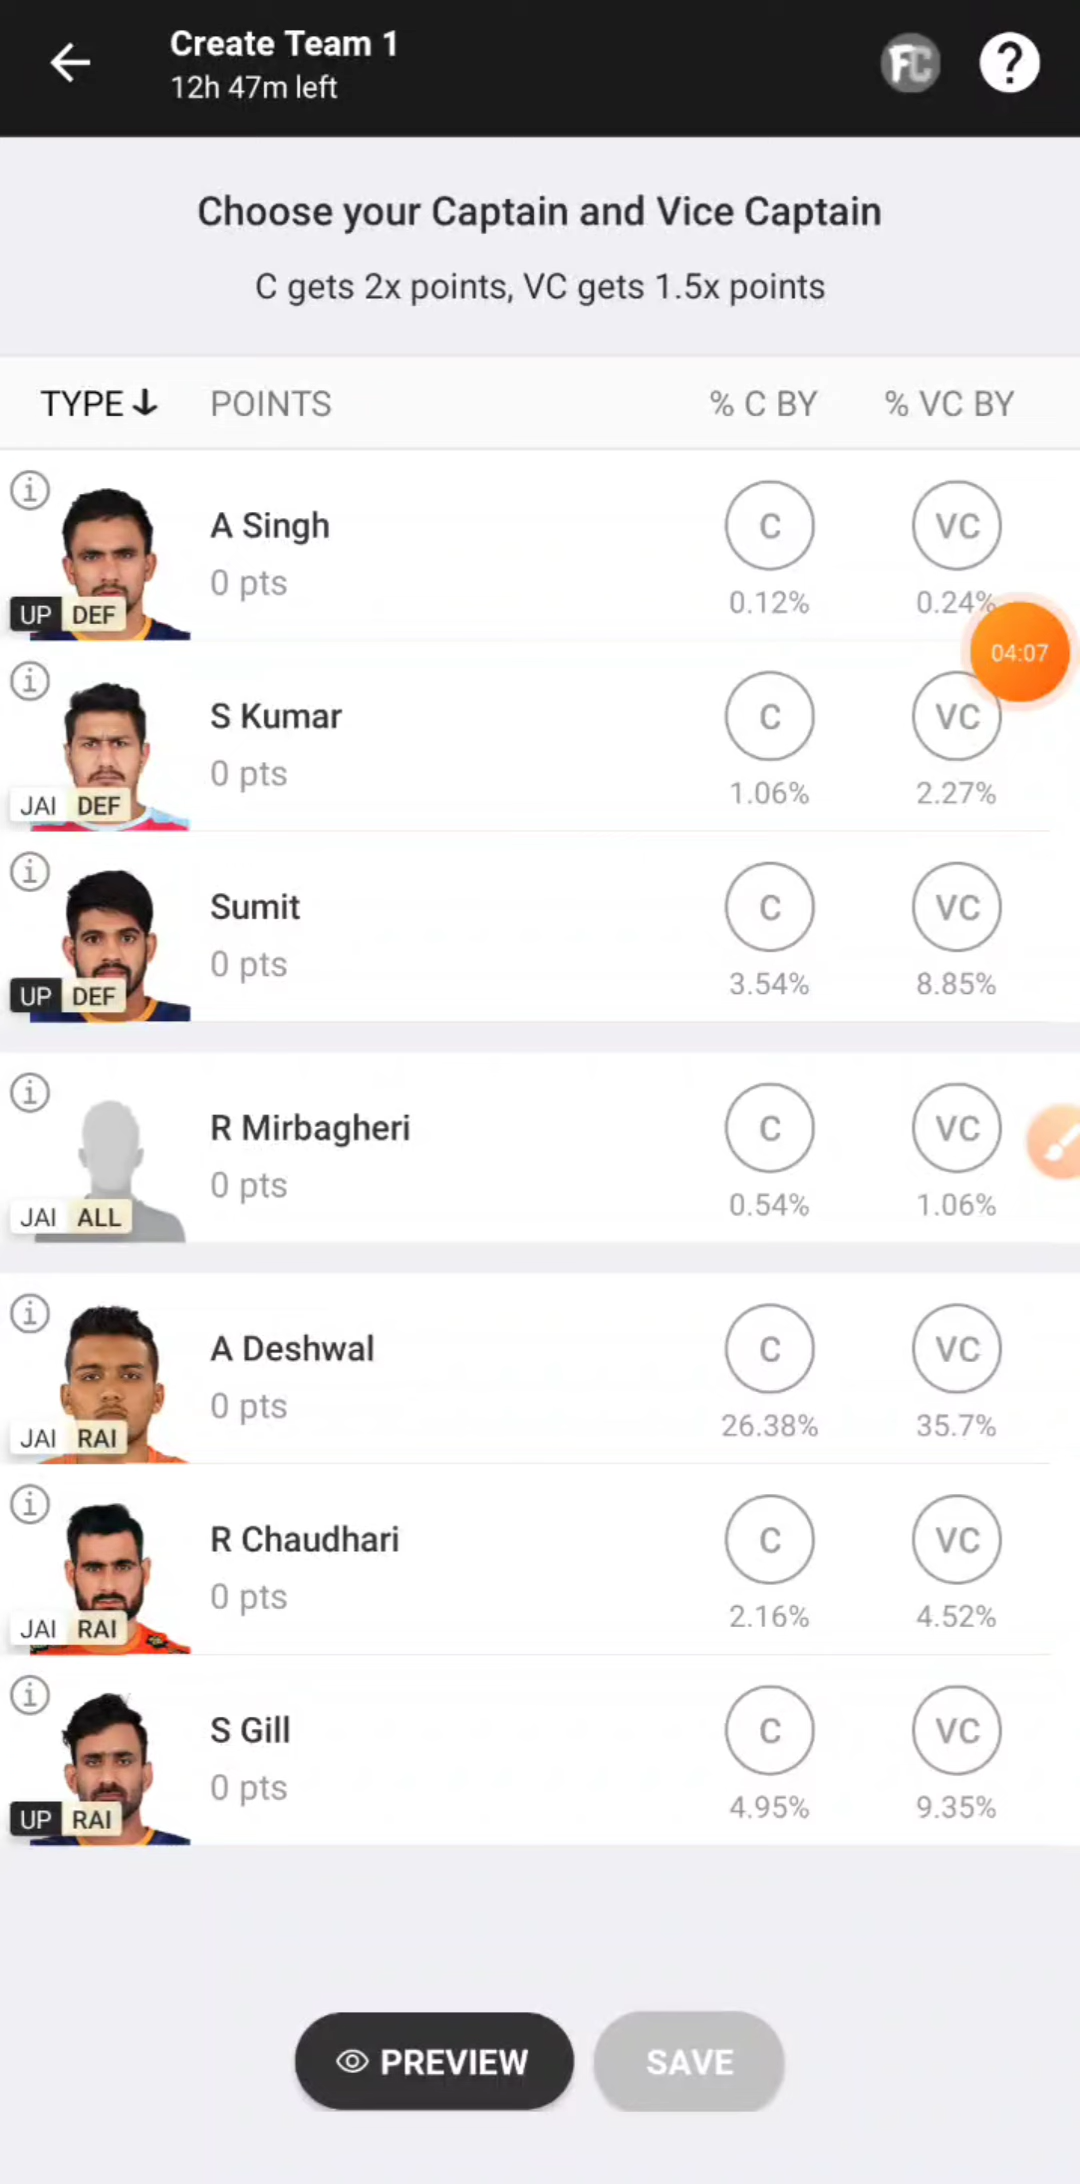 Create Team 1
12h 47m left
FC
?
Choose your Captain and Vice Captain
C gets 2x points, VC gets 1.5x points
TYPE ↓ POINTS % C BY % VC BY
A Singh
0 pts
UP DEF
C
0.12%
VC
0.24%
04:07
S Kumar
0 pts
JAI DEF
C
1.06%
VC
2.27%
Sumit
0 pts
UP DEF
C
3.54%
VC
8.85%
R Mirbagheri
0 pts
JAI ALL
C
0.54%
VC
1.06%
A Deshwal
0 pts
JAI RAI
C
26.38%
VC
35.7%
R Chaudhari
0 pts
JAI RAI
C
2.16%
VC
4.52%
S Gill
0 pts
UP RAI
C
4.95%
VC
9.35%
PREVIEW
SAVE